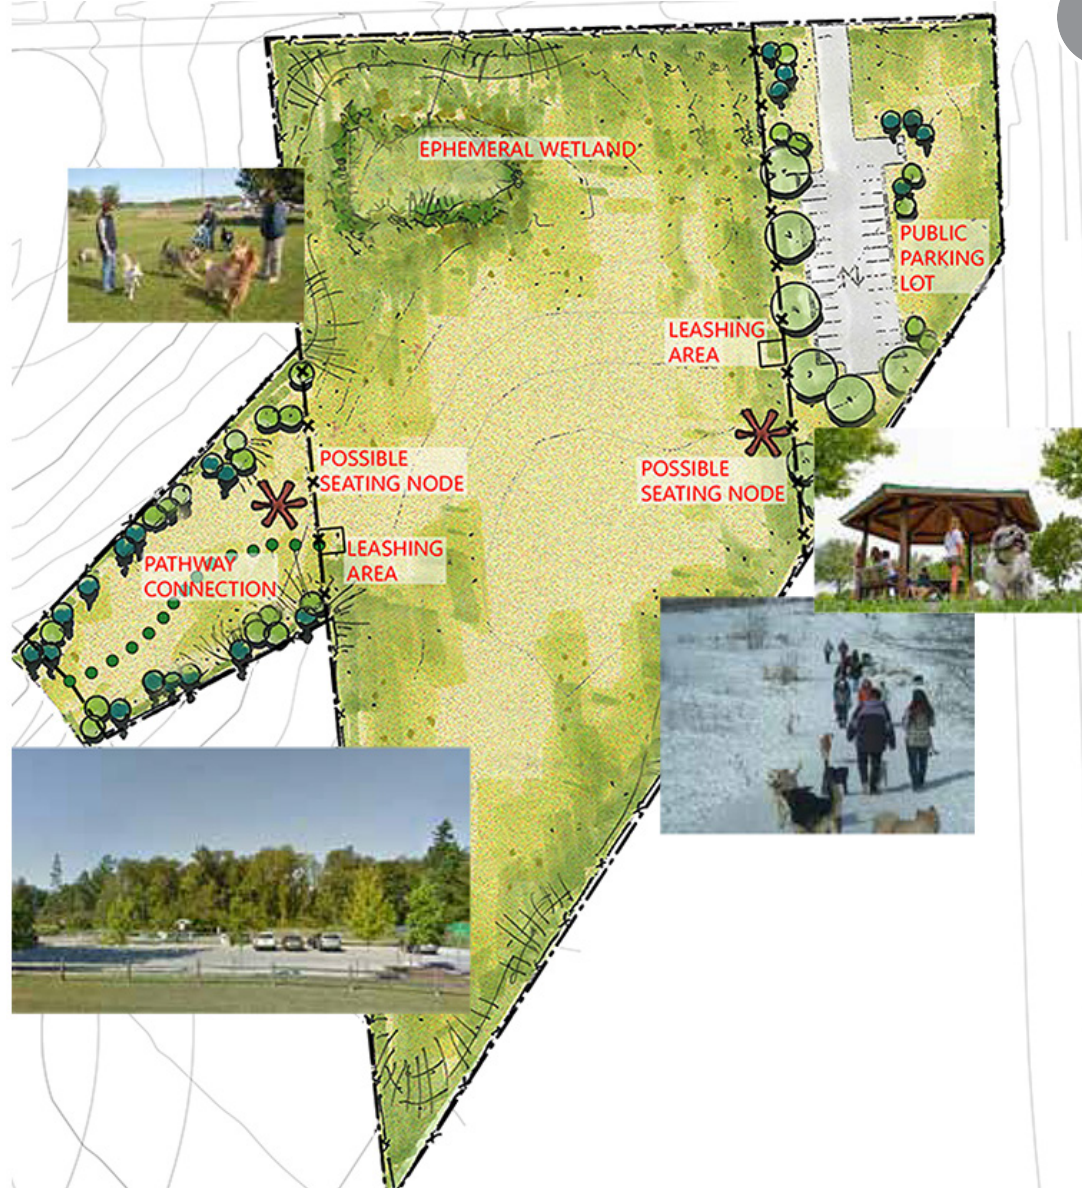 EPHEMERAL WETLAND
PUBLIC
PARKING
LOT
LEASHING
AREA
POSSIBLE
SEATING NODE
POSSIBLE
SEATING NODE
LEASHING
AREA
PATHWAY
CONNECTION